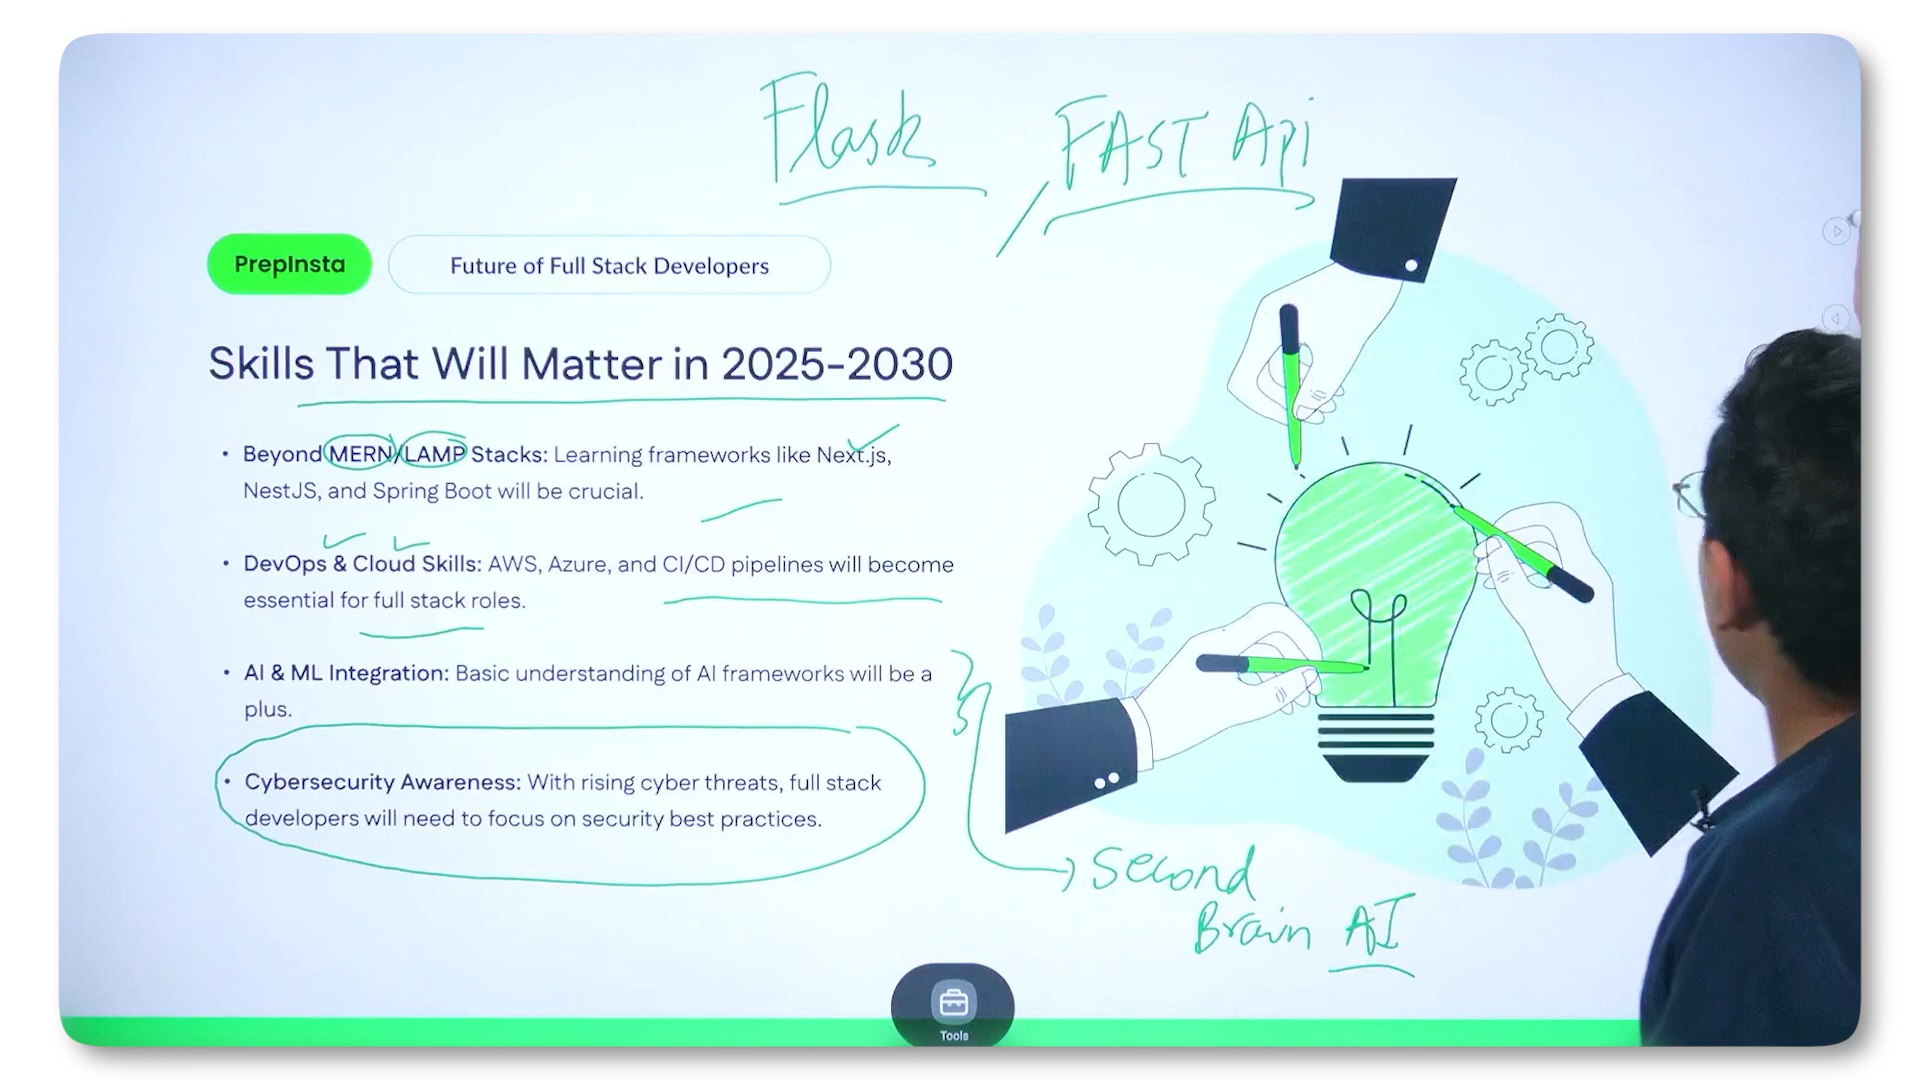 Flask / FAST Api
PrepInsta
Future of Full Stack Developers
Skills That Will Matter in 2025-2030
• Beyond MERN/LAMP Stacks: Learning frameworks like Next.js,
NestJS, and Spring Boot will be crucial.
• DevOps & Cloud Skills: AWS, Azure, and CI/CD pipelines will become
essential for full stack roles.
• AI & ML Integration: Basic understanding of AI frameworks will be a
plus.
• Cybersecurity Awareness: With rising cyber threats, full stack
developers will need to focus on security best practices.
Second
Brain AI
Tools